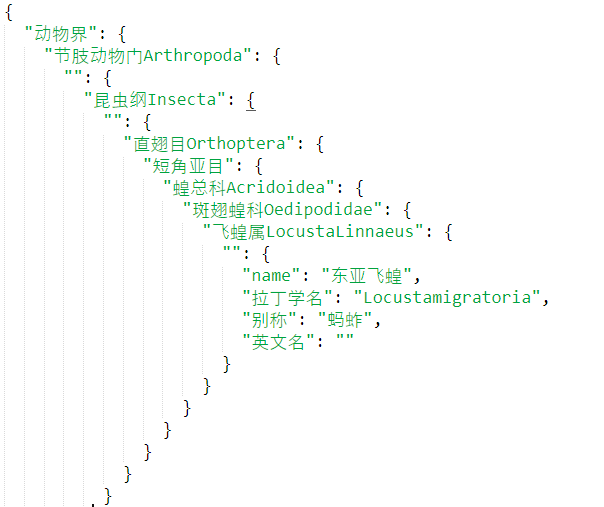 {
"动物界": {
"节肢动物门Arthropoda": {
"": {
"昆虫纲Insecta": {
"": {
"直翅目Orthoptera": {
"短角亚目": {
"蝗总科Acridoidea": {
"斑翅蝗科Oedipodidae": {
"飞蝗属LocustaLinnaeus": {
"": {
"name": "东亚飞蝗",
"拉丁学名": "Locustamigratoria",
"别称": "蚂蚱",
"英文名": ""
}
}
}
}
}
}
}